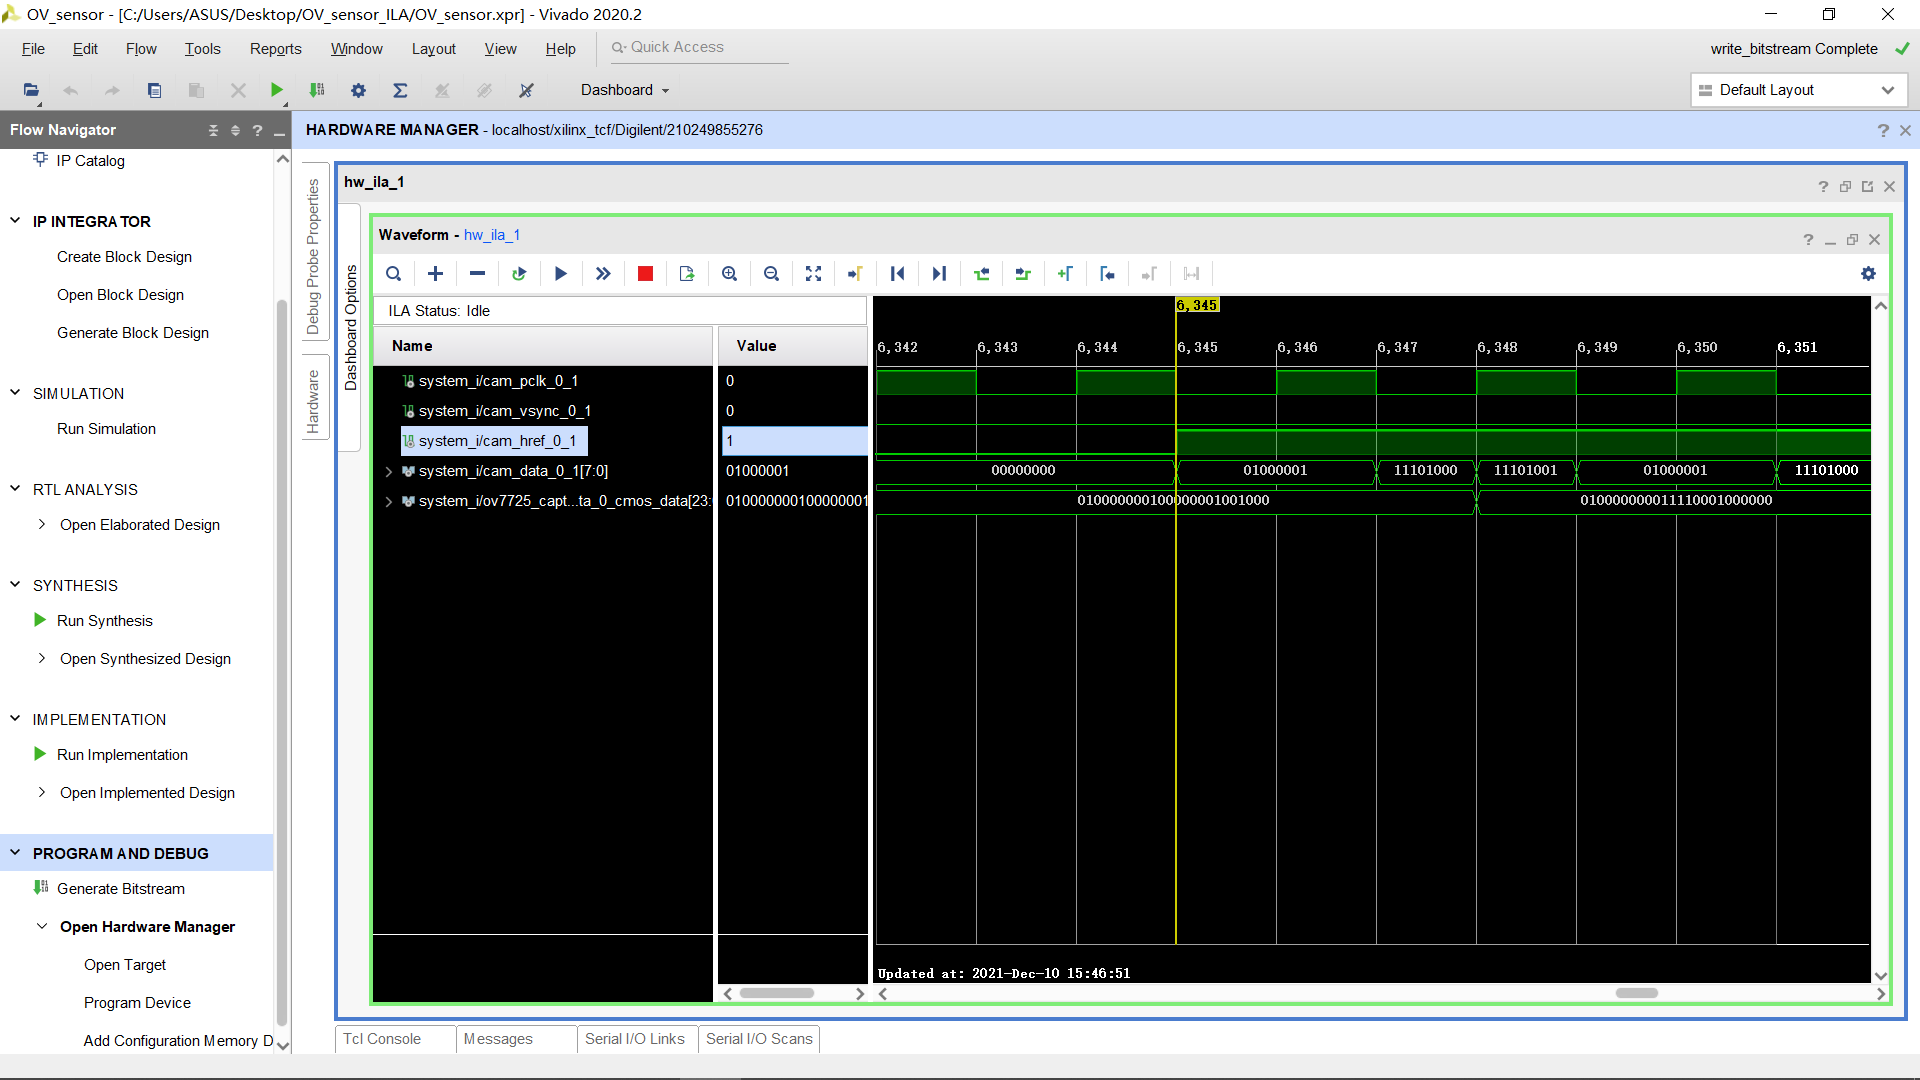 OV_sensor - [C:/Users/ASUS/Desktop/OV_sensor_ILA/OV_sensor.xpr] - Vivado 2020.2
File Edit Flow Tools Reports Window Layout View Help Quick Access
write_bitstream Complete
Dashboard
Default Layout
Flow Navigator
HARDWARE MANAGER - localhost/xilinx_tcf/Digilent/210249855276
IP Catalog
IP INTEGRATOR
Create Block Design
Open Block Design
Generate Block Design
SIMULATION
Run Simulation
RTL ANALYSIS
Open Elaborated Design
SYNTHESIS
Run Synthesis
Open Synthesized Design
IMPLEMENTATION
Run Implementation
Open Implemented Design
PROGRAM AND DEBUG
Generate Bitstream
Open Hardware Manager
Open Target
Program Device
Add Configuration Memory D
Debug Probe Properties
Hardware
Dashboard Options
hw_ila_1
Waveform - hw_ila_1
ILA Status: Idle
Name Value
system_i/cam_pclk_0_1 0
system_i/cam_vsync_0_1 0
system_i/cam_href_0_1 1
system_i/cam_data_0_1[7:0] 01000001
system_i/ov7725_capt...ta_0_cmos_data[23: 010000000100000001
6,345
6,342 6,343 6,344 6,345 6,346 6,347 6,348 6,349 6,350 6,351
00000000 01000001 11101000 11101001 01000001 11101000
010000000100000001001000 010000000011110001000000
Updated at: 2021-Dec-10 15:46:51
Tcl Console Messages Serial I/O Links Serial I/O Scans